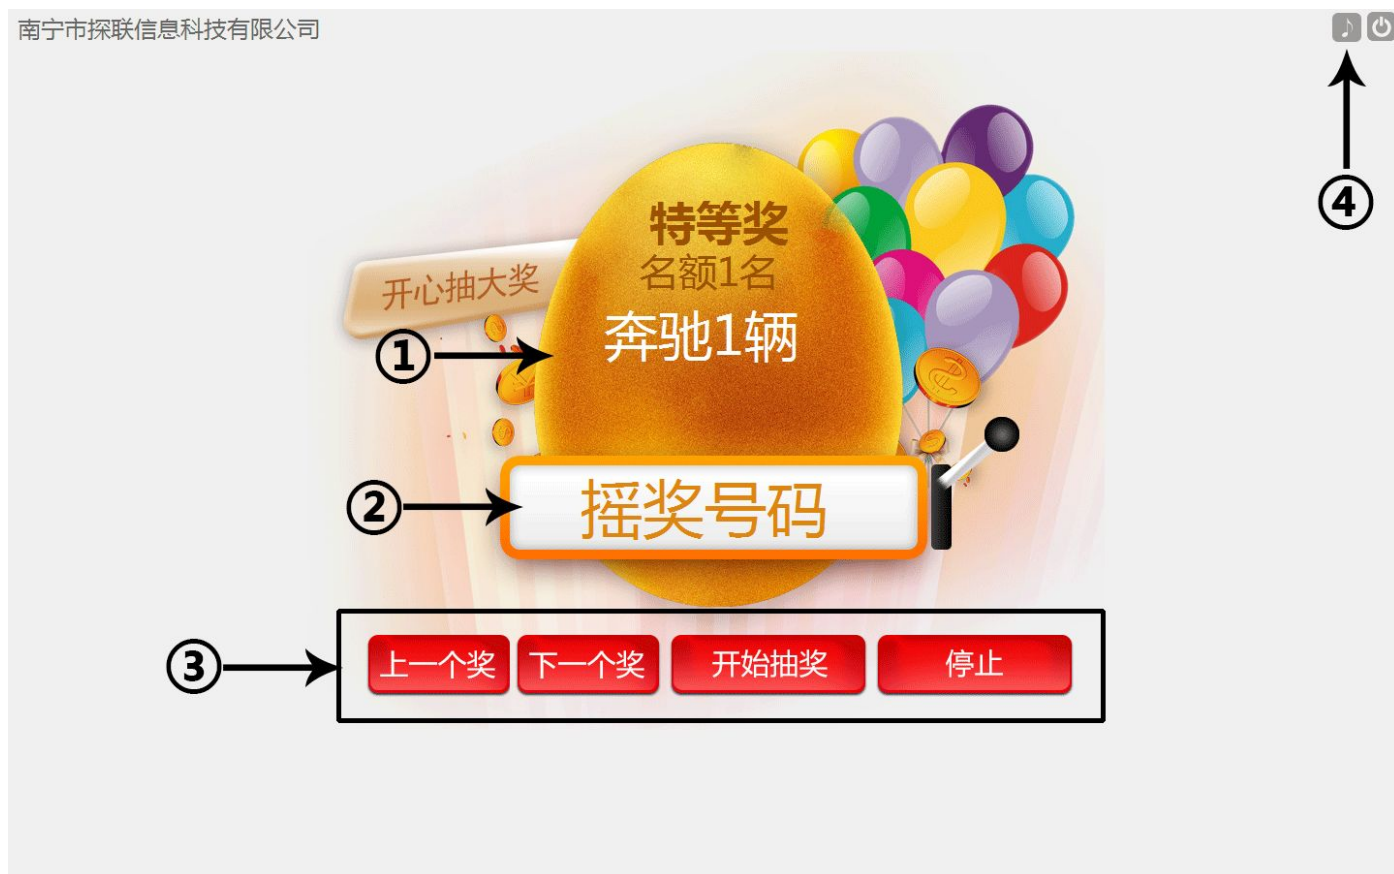 南宁市探联信息科技有限公司
④
特等奖
名额1名
开心抽大奖
奔驰1辆
①
摇奖号码
②
③
上一个奖 下一个奖 开始抽奖 停止